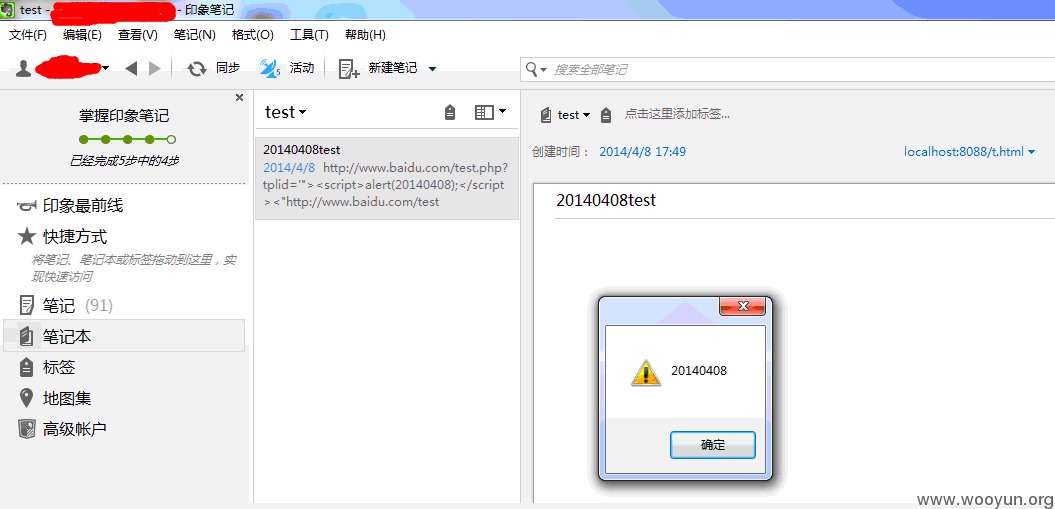 test - - 印象笔记
文件(F) 编辑(E) 查看(V) 笔记(N) 格式(O) 工具(T) 帮助(H)
同步 5 活动 新建笔记 搜索全部笔记
掌握印象笔记
已经完成5步中的4步
印象最前线
快捷方式
将笔记、笔记本或标签拖动到这里，实
现快速访问
笔记 (91)
笔记本
标签
地图集
高级帐户
test
20140408test
2014/4/8 http://www.baidu.com/test.php?
tplid='"><script>alert(20140408);</script
><"http://www.baidu.com/test
test 点击这里添加标签...
创建时间： 2014/4/8 17:49 localhost:8088/t.html
20140408test
20140408
确定
www.wooyun.org